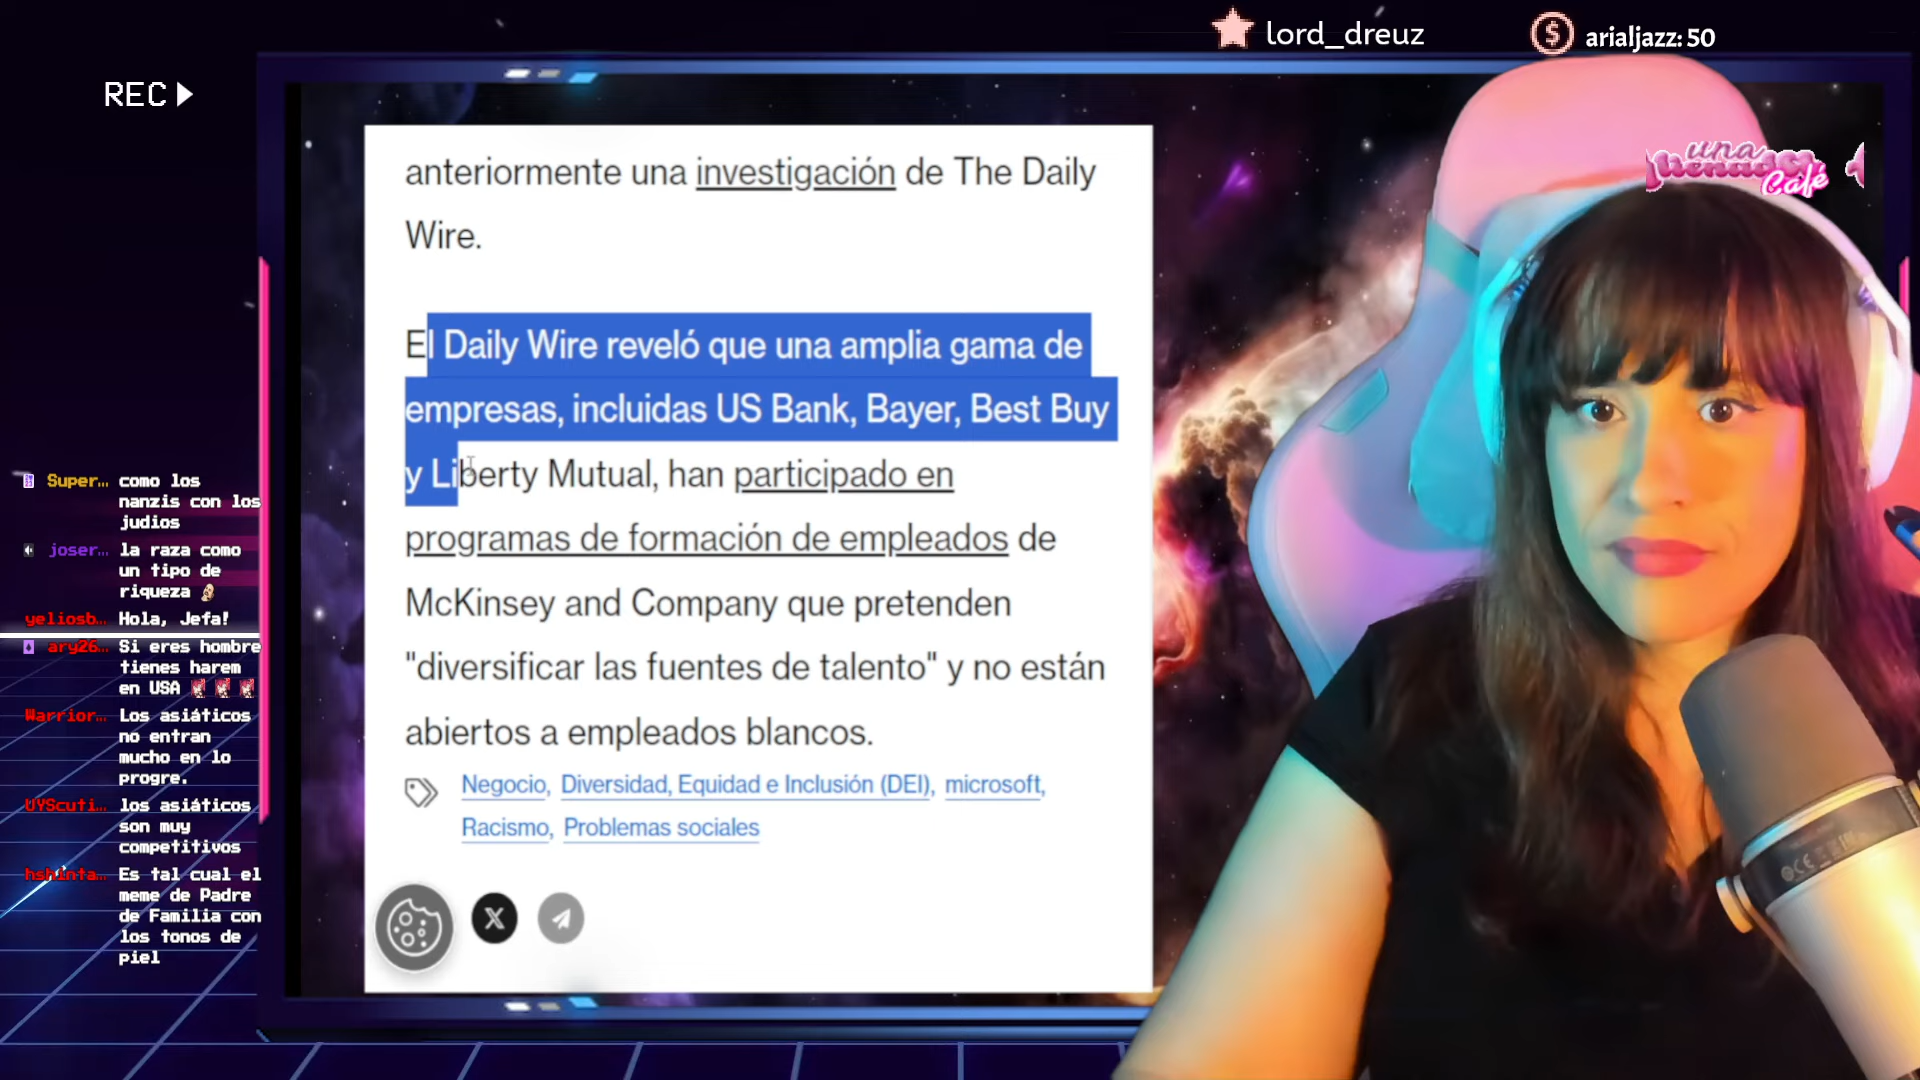 lord_dreuz
arialjazz: 50
REC
una
Café
anteriormente una investigación de The Daily
Wire.
El Daily Wire reveló que una amplia gama de
empresas, incluidas US Bank, Bayer, Best Buy
y Liberty Mutual, han participado en
programas de formación de empleados de
McKinsey and Company que pretenden
"diversificar las fuentes de talento" y no están
abiertos a empleados blancos.
Negocio, Diversidad, Equidad e Inclusión (DEI), microsoft,
Racismo, Problemas sociales
Super... como los
nanzis con los
judios
joser... la raza como
un tipo de
riqueza
yeliosb... Hola, Jefa!
ary26... Si eres hombre
tienes harem
en USA
Warrior... Los asiáticos
no entran
mucho en lo
progre.
UYScuti... los asiáticos
son muy
competitivos
hshinta... Es tal cual el
meme de Padre
de Familia con
los tonos de
piel